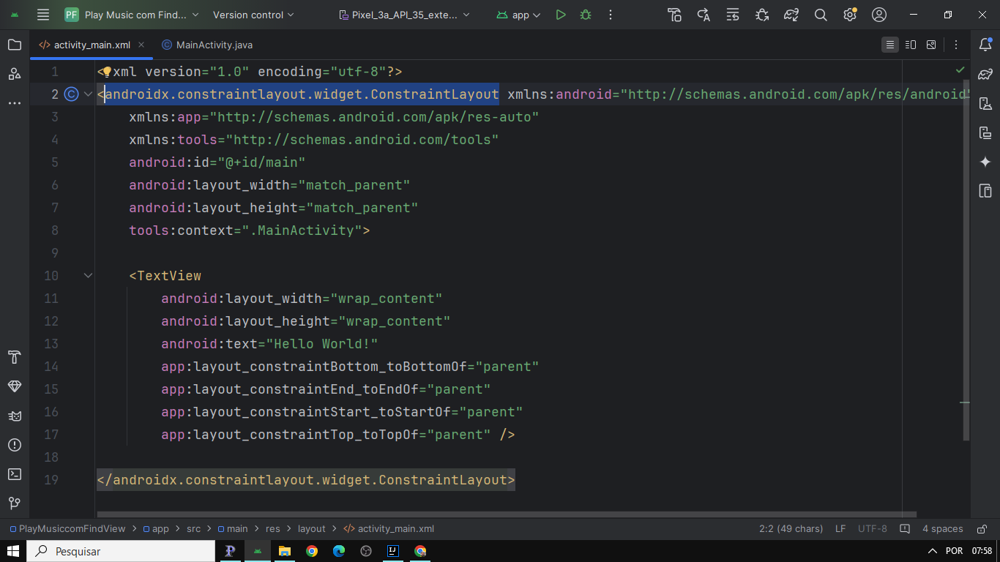 PF Play Music com Find... Version control Pixel_3a_API_35_exte... app
activity_main.xml MainActivity.java
1 <?xml version="1.0" encoding="utf-8"?>
2 <androidx.constraintlayout.widget.ConstraintLayout xmlns:android="http://schemas.android.com/apk/res/android"
3 xmlns:app="http://schemas.android.com/apk/res-auto"
4 xmlns:tools="http://schemas.android.com/tools"
5 android:id="@+id/main"
6 android:layout_width="match_parent"
7 android:layout_height="match_parent"
8 tools:context=".MainActivity">
9
10 <TextView
11 android:layout_width="wrap_content"
12 android:layout_height="wrap_content"
13 android:text="Hello World!"
14 app:layout_constraintBottom_toBottomOf="parent"
15 app:layout_constraintEnd_toEndOf="parent"
16 app:layout_constraintStart_toStartOf="parent"
17 app:layout_constraintTop_toTopOf="parent" />
18
19 </androidx.constraintlayout.widget.ConstraintLayout>
PlayMusiccomFindView > app > src > main > res > layout > activity_main.xml 2:2 (49 chars) LF UTF-8 4 spaces
Pesquisar POR 07:58